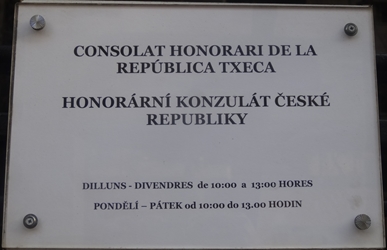 CONSOLAT HONORARI DE LA
REPÚBLICA TXECA
HONORÁRNÍ KONZULÁT ČESKÉ
REPUBLIKY
DILLUNS - DIVENDRES de 10:00 a 13:00 HORES
PONDĚLÍ – PÁTEK od 10:00 do 13.00 HODIN